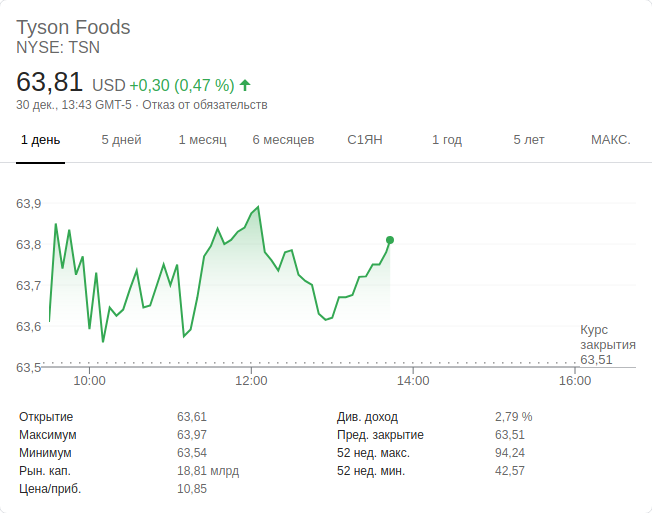 Tyson Foods
NYSE: TSN
63,81 USD +0,30 (0,47 %)
30 дек., 13:43 GMT-5 · Отказ от обязательств
1 день 5 дней 1 месяц 6 месяцев С1ЯН 1 год 5 лет МАКС.
63,9
63,8
63,7
63,6
63,5
Курс
закрытия
63,51
10:00 12:00 14:00 16:00
Открытие 63,61
Максимум 63,97
Минимум 63,54
Рын. кап. 18,81 млрд
Цена/приб. 10,85
Див. доход 2,79 %
Пред. закрытие 63,51
52 нед. макс. 94,24
52 нед. мин. 42,57